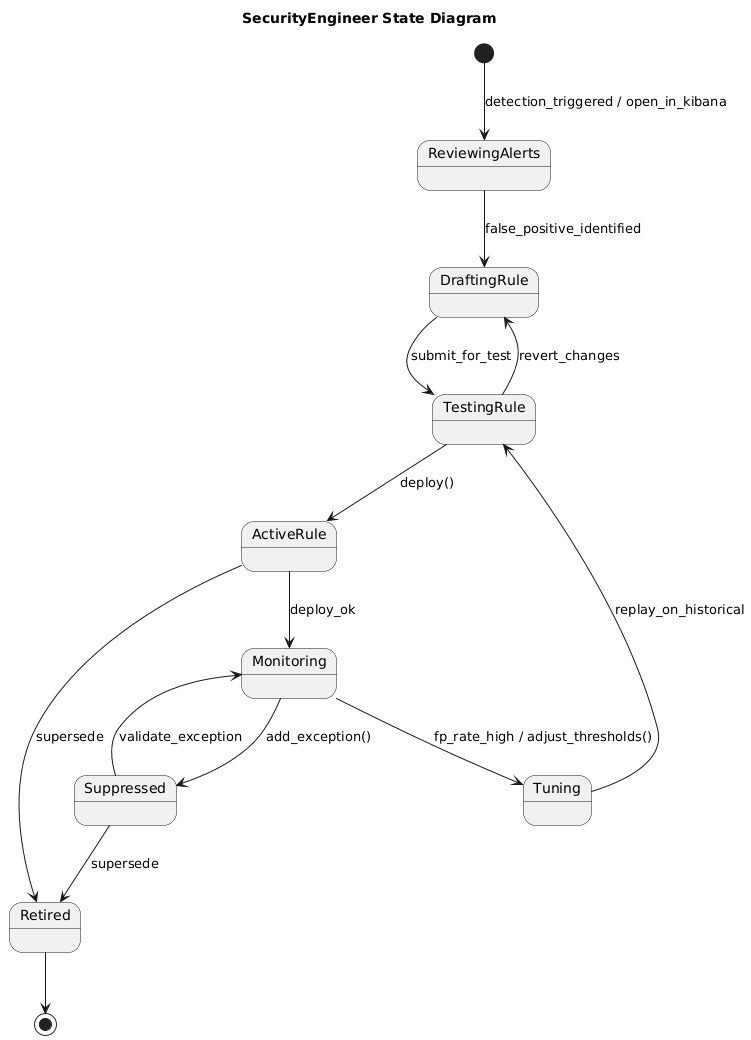 SecurityEngineer State Diagram
detection_triggered / open_in_kibana
ReviewingAlerts
false_positive_identified
DraftingRule
submit_for_test
revert_changes
TestingRule
deploy()
ActiveRule
deploy_ok
replay_on_historical
Monitoring
supersede
validate_exception
add_exception()
fp_rate_high / adjust_thresholds()
Suppressed
Tuning
supersede
Retired